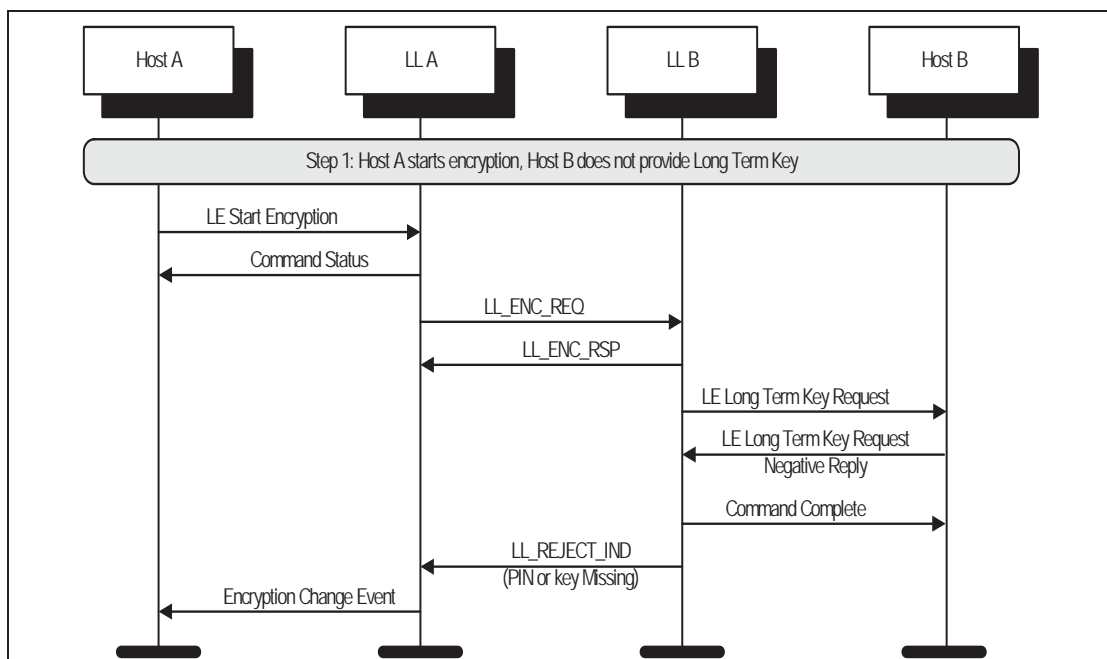 Host A
LL A
LL B
Host B
Step 1: Host A starts encryption, Host B does not provide Long Term Key
LE Start Encryption
Command Status
LL_ENC_REQ
LL_ENC_RSP
LE Long Term Key Request
LE Long Term Key Request
Negative Reply
Command Complete
LL_REJECT_IND
(PIN or key Missing)
Encryption Change Event